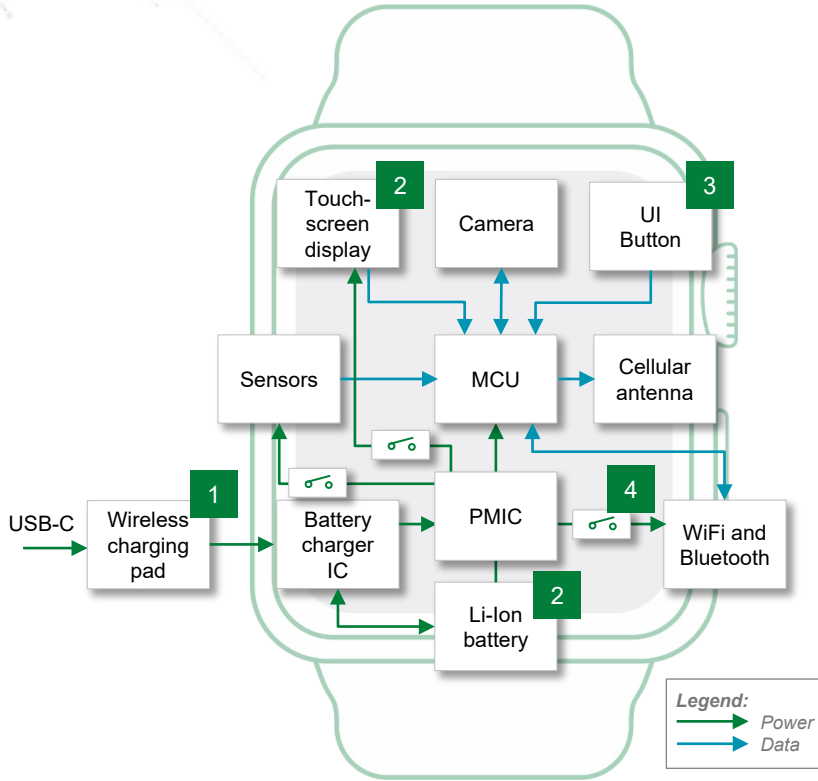 2
Touch-
screen
display
Camera
3
UI
Button
Sensors
MCU
Cellular
antenna
1
USB-C
Wireless
charging
pad
Battery
charger
IC
PMIC
4
WiFi and
Bluetooth
2
Li-Ion
battery
Legend:
Power
Data